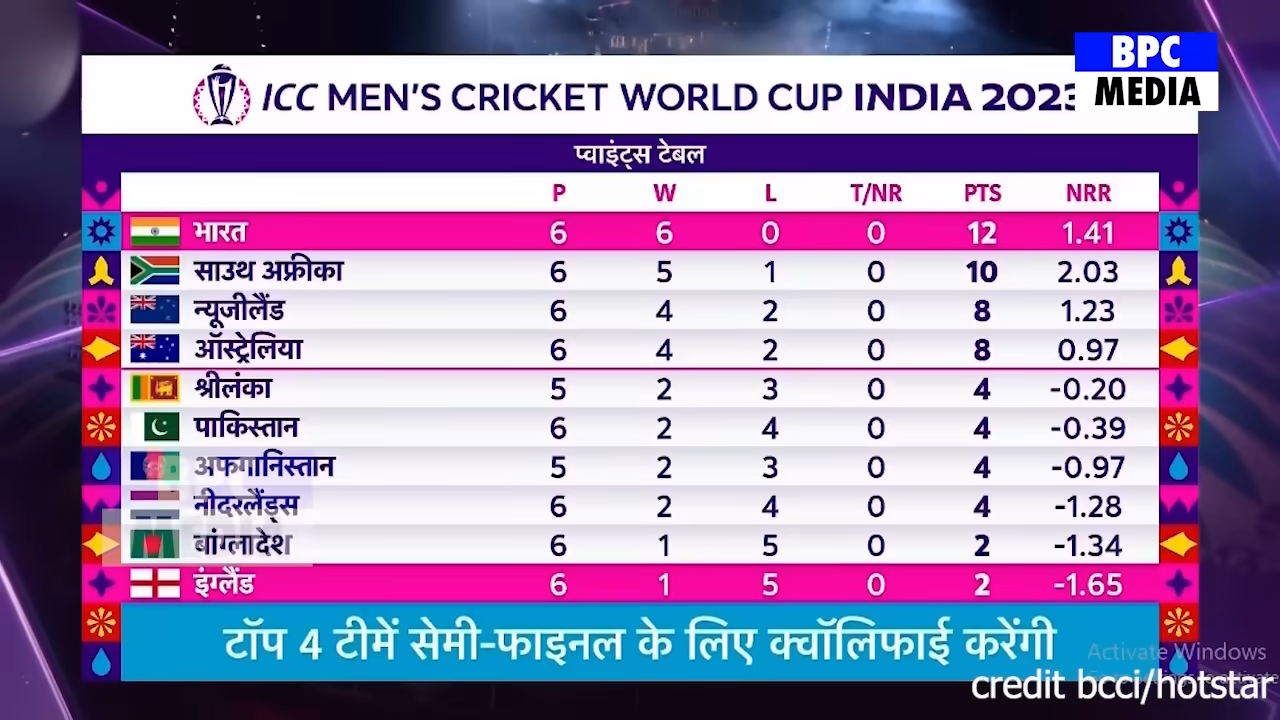 BPC
MEDIA
ICC MEN'S CRICKET WORLD CUP INDIA 2023
प्वाइंट्स टेबल
P W L T/NR PTS NRR
भारत 6 6 0 0 12 1.41
साउथ अफ्रीका 6 5 1 0 10 2.03
न्यूजीलैंड 6 4 2 0 8 1.23
ऑस्ट्रेलिया 6 4 2 0 8 0.97
श्रीलंका 5 2 3 0 4 -0.20
पाकिस्तान 6 2 4 0 4 -0.39
अफगानिस्तान 5 2 3 0 4 -0.97
नीदरलैंड्स 6 2 4 0 4 -1.28
बांग्लादेश 6 1 5 0 2 -1.34
इंग्लैंड 6 1 5 0 2 -1.65
टॉप 4 टीमें सेमी-फाइनल के लिए क्वॉलिफाई करेंगी
Activate Windows
credit bcci/hotstar